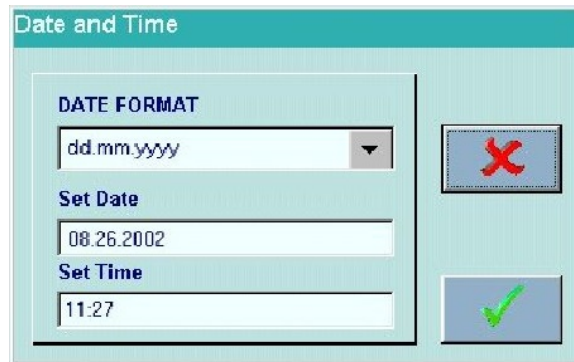 Date and Time
DATE FORMAT
dd.mm.yyyy
Set Date
08.26.2002
Set Time
11:27